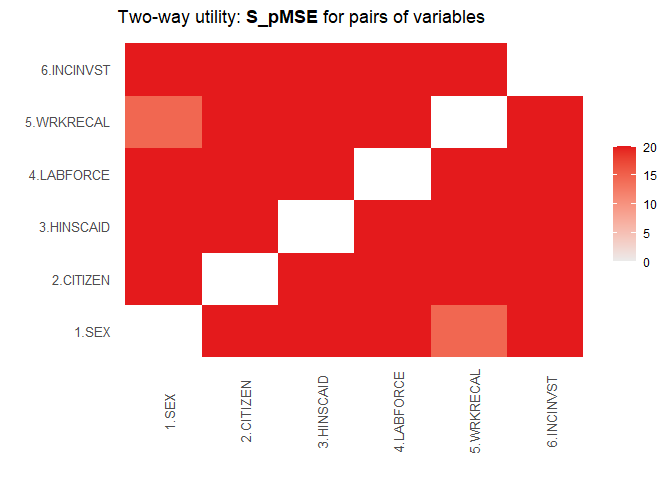 Two-way utility: S_pMSE for pairs of variables
6.INCINVST
5.WRKRECAL
4.LABFORCE
3.HINSCAID
2.CITIZEN
1.SEX
20
15
10
5
0
1.SEX
2.CITIZEN
3.HINSCAID
4.LABFORCE
5.WRKRECAL
6.INCINVST